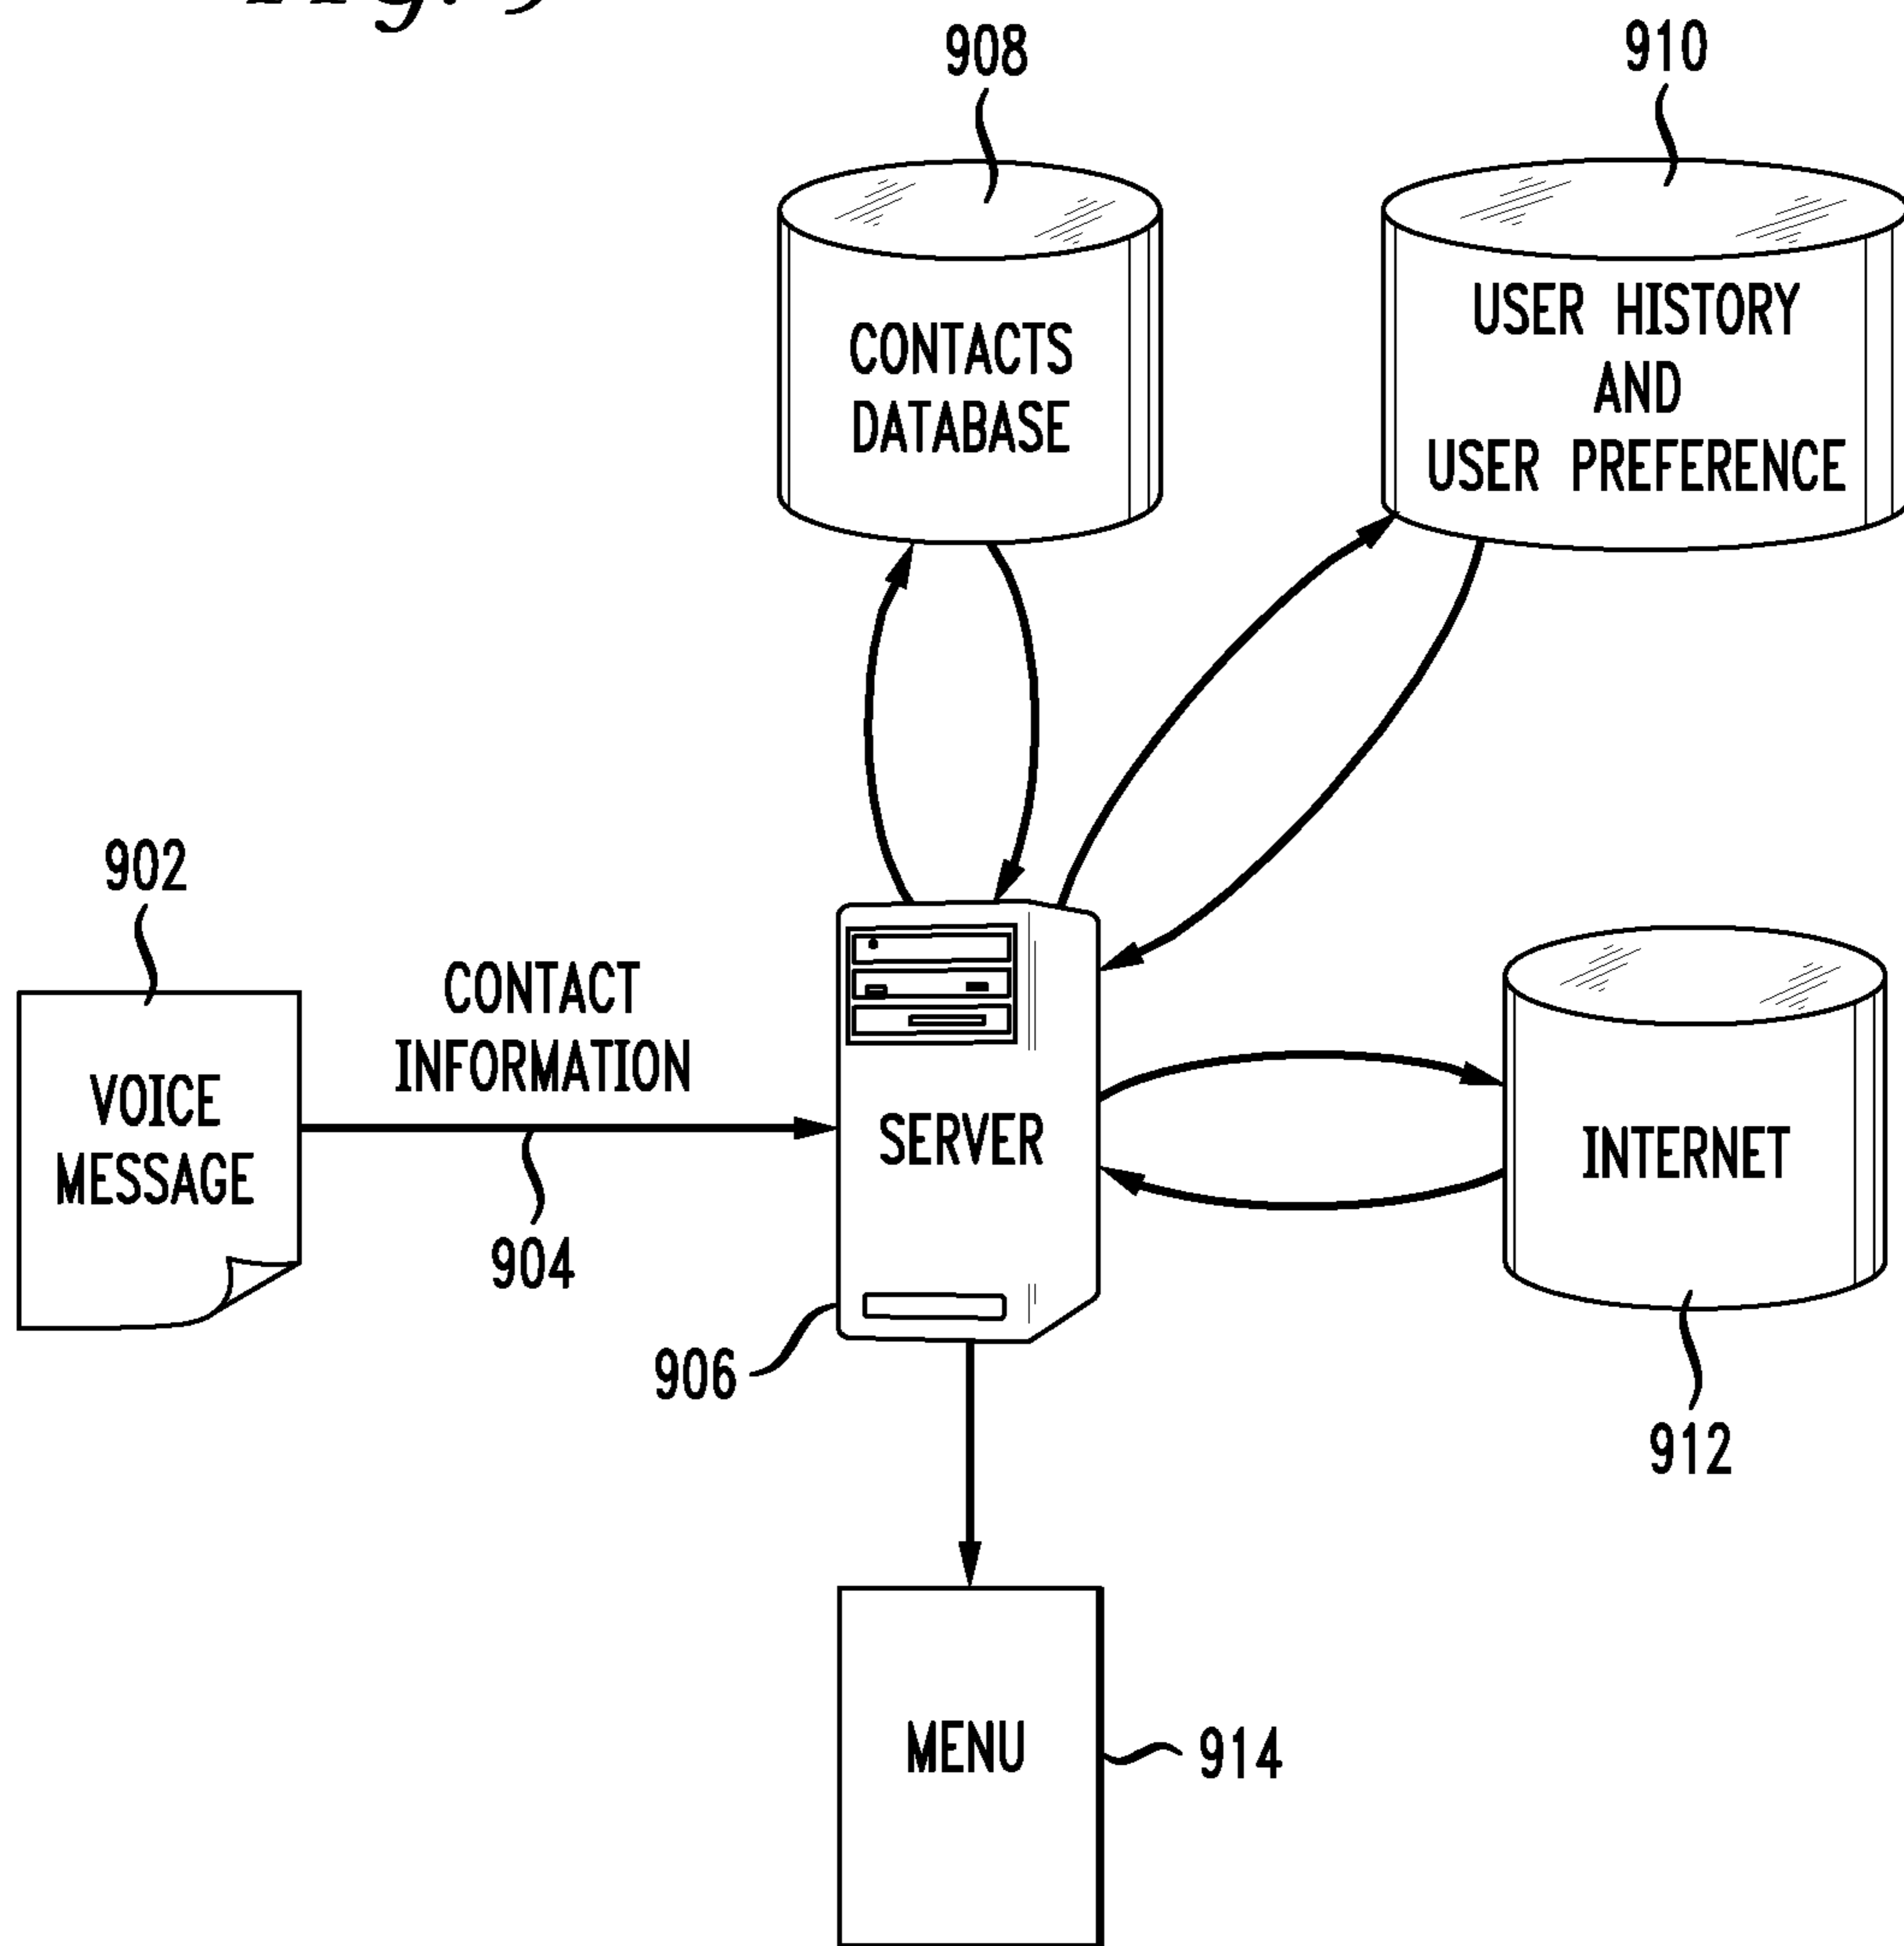 908
910
CONTACTS
DATABASE
USER HISTORY
AND
USER PREFERENCE
902
CONTACT
INFORMATION
VOICE
MESSAGE
904
SERVER
INTERNET
906
912
MENU
914